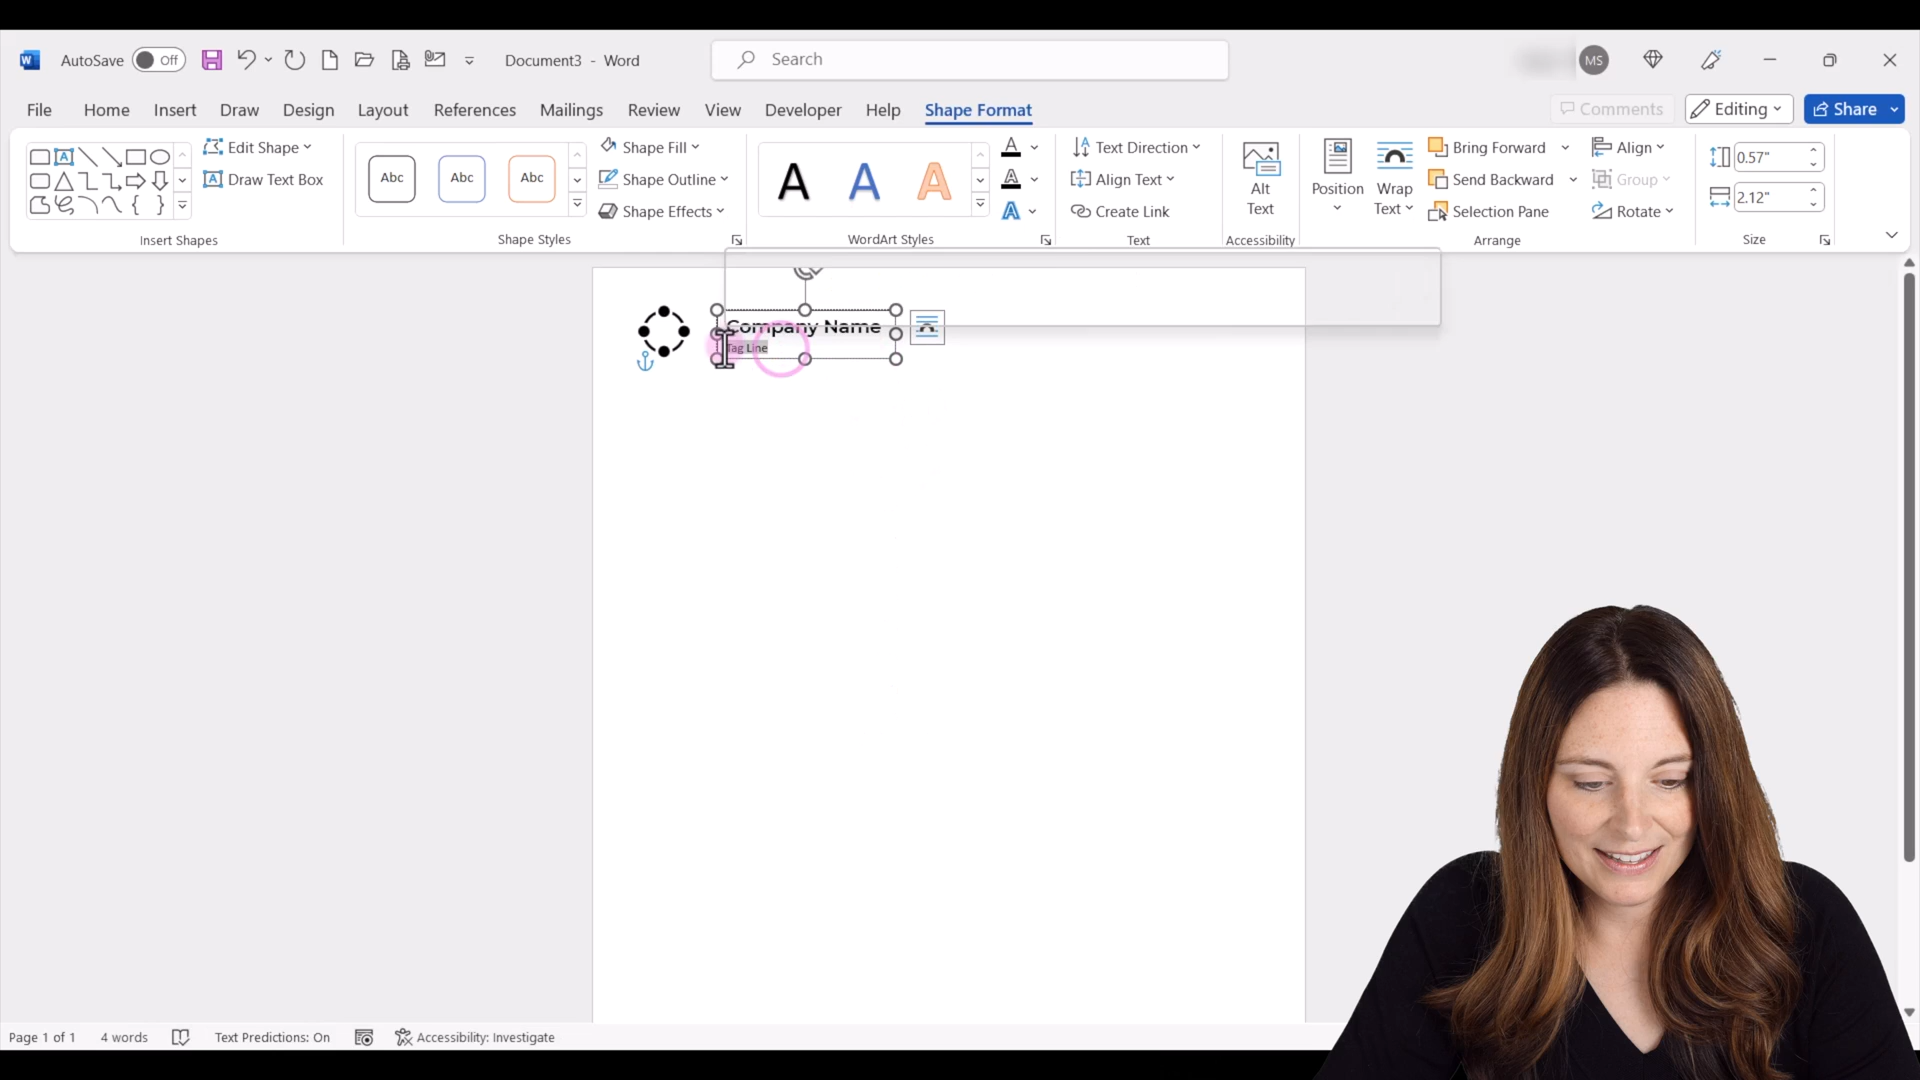 W
AutoSave Off
Document3 - Word
Search
MS
File Home Insert Draw Design Layout References Mailings Review View Developer Help Shape Format
Comments
Editing
Share
A
Edit Shape
A Draw Text Box
Insert Shapes
Abc Abc Abc
Shape Fill
Shape Outline
Shape Effects
Shape Styles
A A A
A
A
A
WordArt Styles
Text Direction
Align Text
Create Link
Text
Alt
Text
Accessibility
Position
Wrap
Text
Bring Forward
Send Backward
Selection Pane
Align
Group
Rotate
Arrange
0.57"
2.12"
Size
Company Name
Tag Line
Page 1 of 1
4 words
Text Predictions: On
Accessibility: Investigate